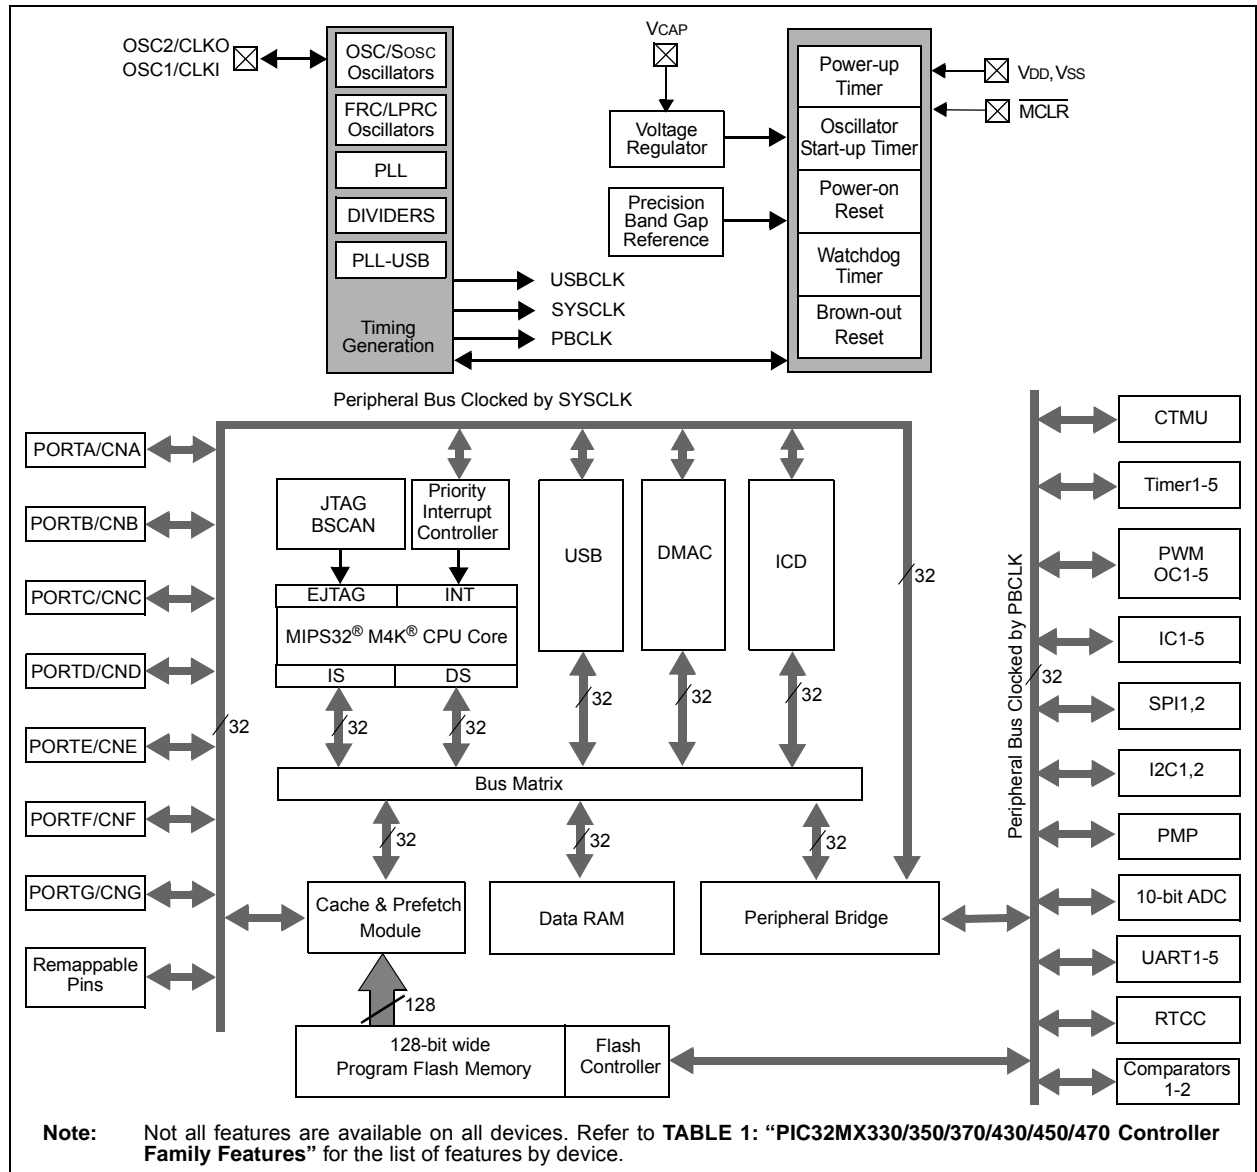 OSC2/CLKO
OSC1/CLKI
OSC/SOSC
Oscillators
FRC/LPRC
Oscillators
PLL
DIVIDERS
PLL-USB
Timing
Generation
USBCLK
SYSCLK
PBCLK
VCAP
Voltage
Regulator
Precision
Band Gap
Reference
Power-up
Timer
Oscillator
Start-up Timer
Power-on
Reset
Watchdog
Timer
Brown-out
Reset
VDD, VSS
MCLR
Peripheral Bus Clocked by SYSCLK
PORTA/CNA
PORTB/CNB
PORTC/CNC
PORTD/CND
PORTE/CNE
PORTF/CNF
PORTG/CNG
Remappable
Pins
32
JTAG
BSCAN
Priority
Interrupt
Controller
EJTAG
INT
MIPS32® M4K® CPU Core
IS
DS
USB
DMAC
ICD
32
32
32
32
32
32
Bus Matrix
32
32
32
Cache & Prefetch
Module
Data RAM
Peripheral Bridge
128
128-bit wide
Program Flash Memory
Flash
Controller
Peripheral Bus Clocked by PBCLK
32
CTMU
Timer1-5
PWM
OC1-5
IC1-5
SPI1,2
I2C1,2
PMP
10-bit ADC
UART1-5
RTCC
Comparators
1-2
Note: Not all features are available on all devices. Refer to TABLE 1: “PIC32MX330/350/370/430/450/470 Controller
Family Features” for the list of features by device.